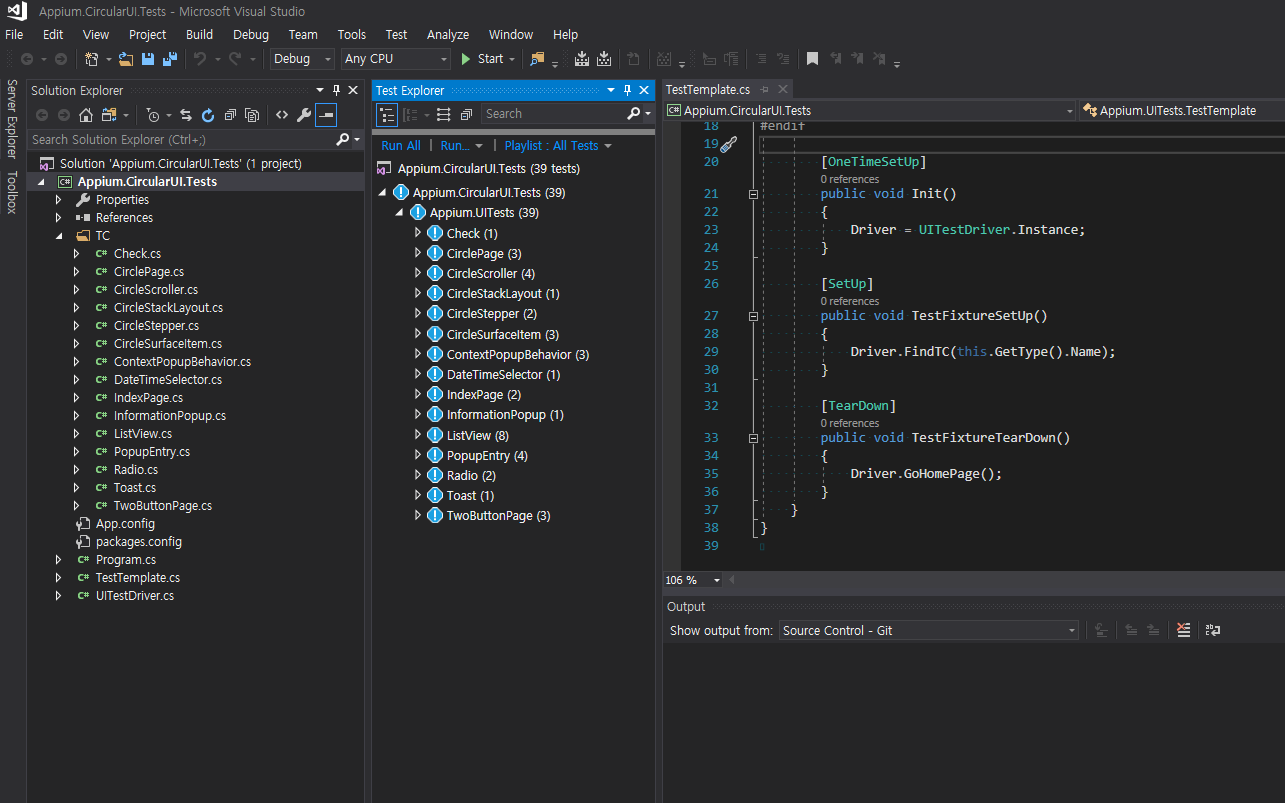 Appium.CircularUI.Tests - Microsoft Visual Studio
File Edit View Project Build Debug Team Tools Test Analyze Window Help
Debug Any CPU Start
Server Explorer
Toolbox
Solution Explorer
Search Solution Explorer (Ctrl+;)
Solution 'Appium.CircularUI.Tests' (1 project)
C# Appium.CircularUI.Tests
Properties
References
TC
C# Check.cs
C# CirclePage.cs
C# CircleScroller.cs
C# CircleStackLayout.cs
C# CircleStepper.cs
C# CircleSurfaceItem.cs
C# ContextPopupBehavior.cs
C# DateTimeSelector.cs
C# IndexPage.cs
C# InformationPopup.cs
C# ListView.cs
C# PopupEntry.cs
C# Radio.cs
C# Toast.cs
C# TwoButtonPage.cs
App.config
packages.config
C# Program.cs
C# TestTemplate.cs
C# UITestDriver.cs
Test Explorer
Search
Run All | Run... | Playlist : All Tests
Appium.CircularUI.Tests (39 tests)
Appium.CircularUI.Tests (39)
Appium.UITests (39)
Check (1)
CirclePage (3)
CircleScroller (4)
CircleStackLayout (1)
CircleStepper (2)
CircleSurfaceItem (3)
ContextPopupBehavior (3)
DateTimeSelector (1)
IndexPage (2)
InformationPopup (1)
ListView (8)
PopupEntry (4)
Radio (2)
Toast (1)
TwoButtonPage (3)
TestTemplate.cs
C# Appium.CircularUI.Tests Appium.UITests.TestTemplate
18 #endif
19
20 [OneTimeSetUp]
0 references
21 public void Init()
22 {
23 Driver = UITestDriver.Instance;
24 }
25
26 [SetUp]
0 references
27 public void TestFixtureSetUp()
28 {
29 Driver.FindTC(this.GetType().Name);
30 }
31
32 [TearDown]
0 references
33 public void TestFixtureTearDown()
34 {
35 Driver.GoHomePage();
36 }
37 }
38 }
39
106 %
Output
Show output from: Source Control - Git